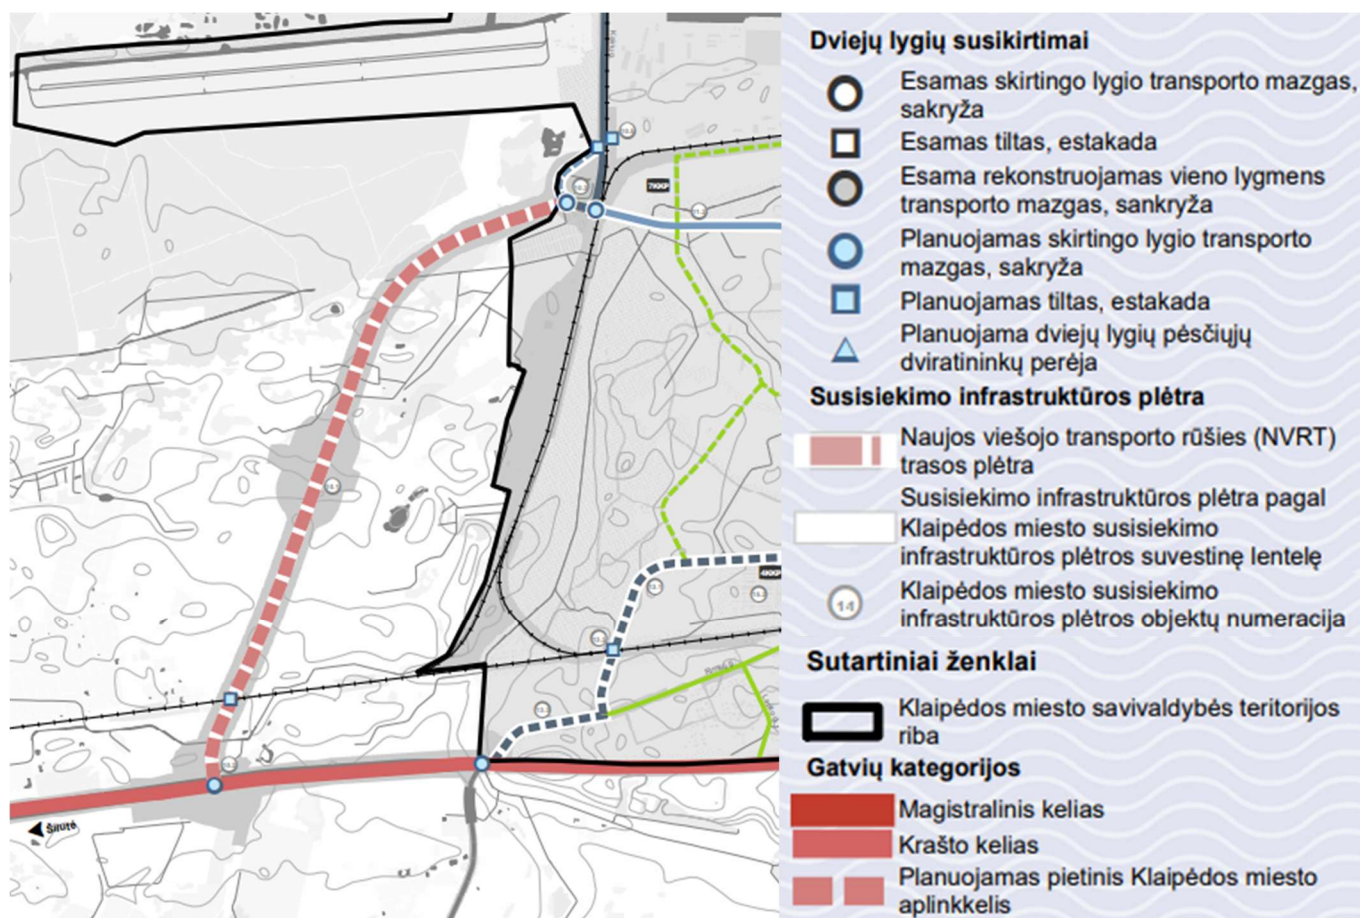 7KKP
4KKP
Šilutė
Dviejų lygių susikirtimai
Esamas skirtingo lygio transporto mazgas,
sakryža
Esamas tiltas, estakada
Esama rekonstruojamas vieno lygmens
transporto mazgas, sankryža
Planuojamas skirtingo lygio transporto
mazgas, sakryža
Planuojamas tiltas, estakada
Planuojama dviejų lygių pėsčiųjų
dviratininkų perėja
Susisiekimo infrastruktūros plėtra
Naujos viešojo transporto rūšies (NVRT)
trasos plėtra
Susisiekimo infrastruktūros plėtra pagal
Klaipėdos miesto susisiekimo
infrastruktūros plėtros suvestinę lentelę
14
Klaipėdos miesto susisiekimo
infrastruktūros plėtros objektų numeracija
Sutartiniai ženklai
Klaipėdos miesto savivaldybės teritorijos
riba
Gatvių kategorijos
Magistralinis kelias
Krašto kelias
Planuojamas pietinis Klaipėdos miesto
aplinkkelis